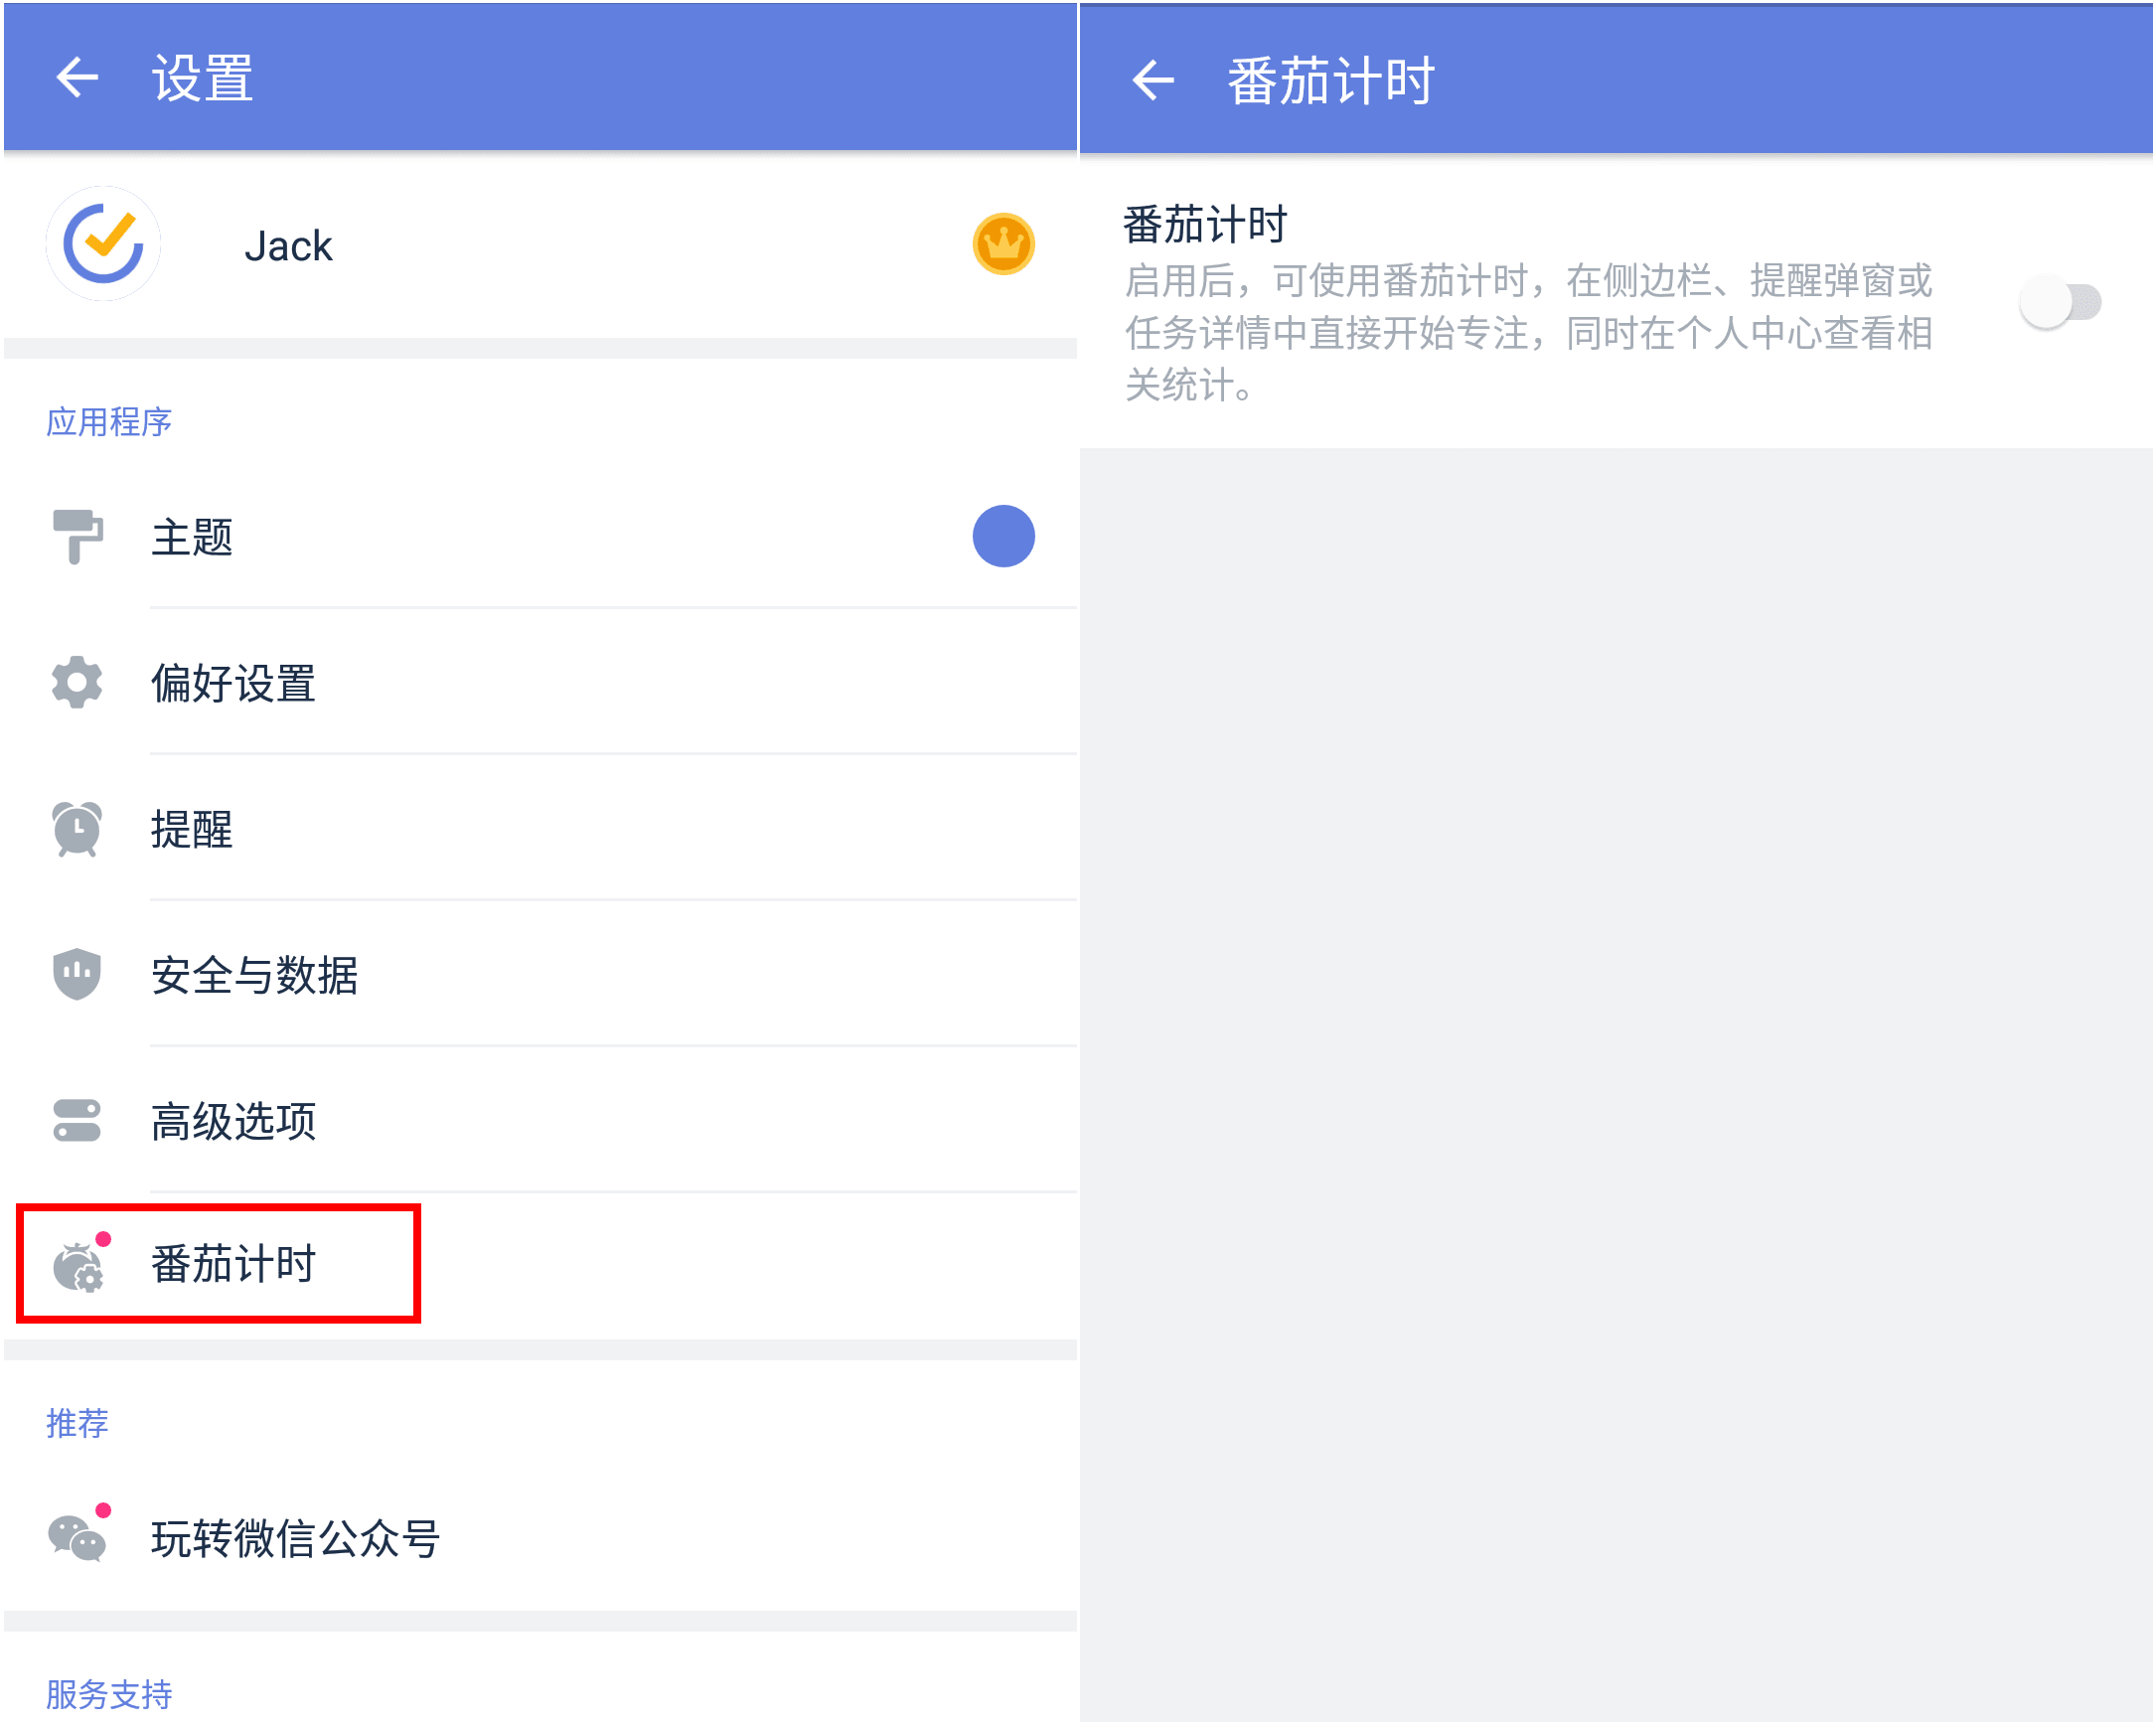 设置
Jack
应用程序
主题
偏好设置
提醒
安全与数据
高级选项
番茄计时
推荐
玩转微信公众号
服务支持
番茄计时
番茄计时
启用后，可使用番茄计时，在侧边栏、提醒弹窗或
任务详情中直接开始专注，同时在个人中心查看相
关统计。